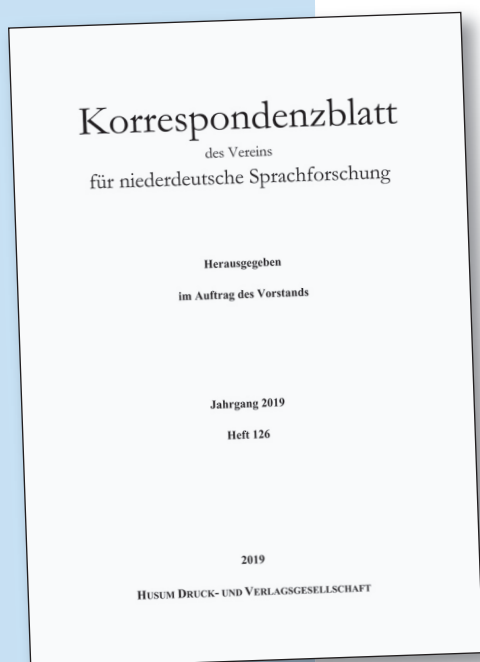 Korrespondenzblatt
des Vereins
für niederdeutsche Sprachforschung
Herausgegeben
im Auftrag des Vorstands
Jahrgang 2019
Heft 126
2019
HUSUM DRUCK- UND VERLAGSGESELLSCHAFT